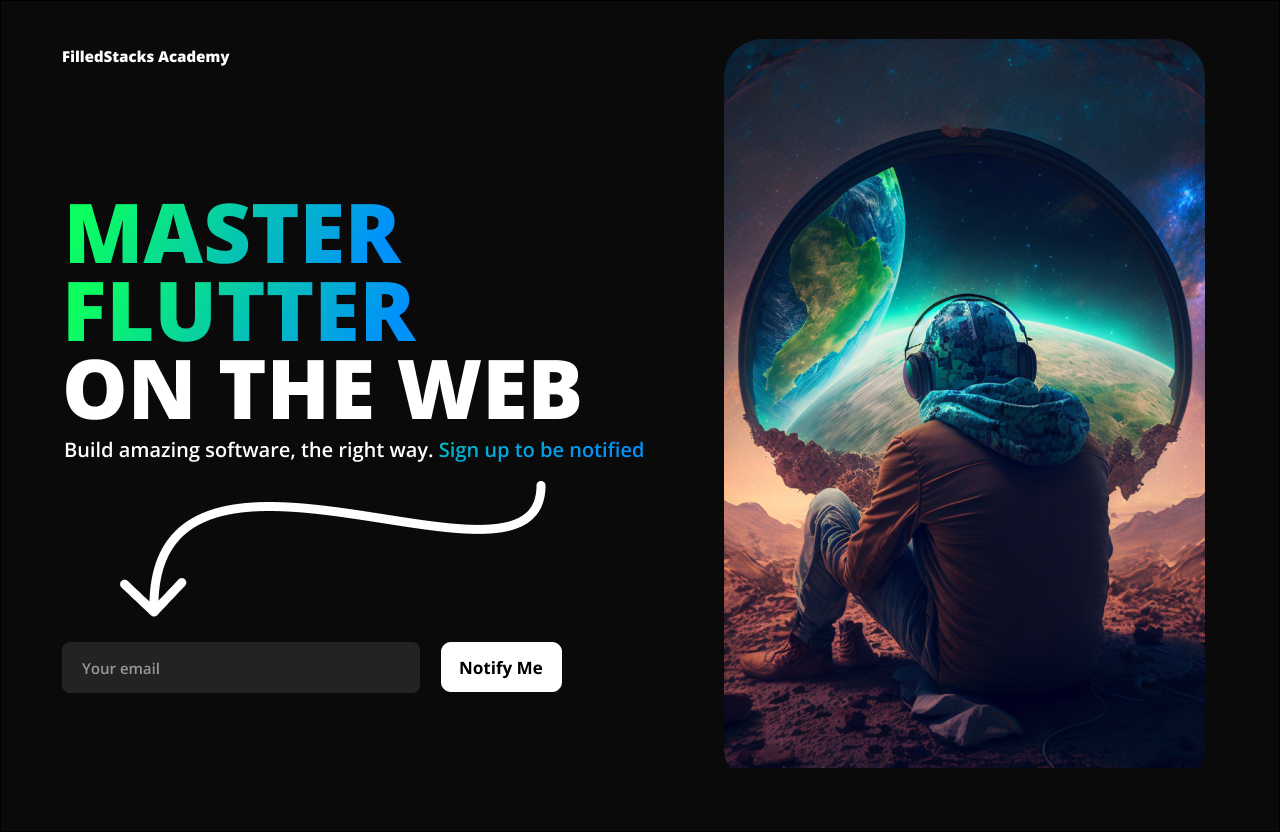 FilledStacks Academy
MASTER
FLUTTER
ON THE WEB
Build amazing software, the right way. Sign up to be notified
Your email
Notify Me